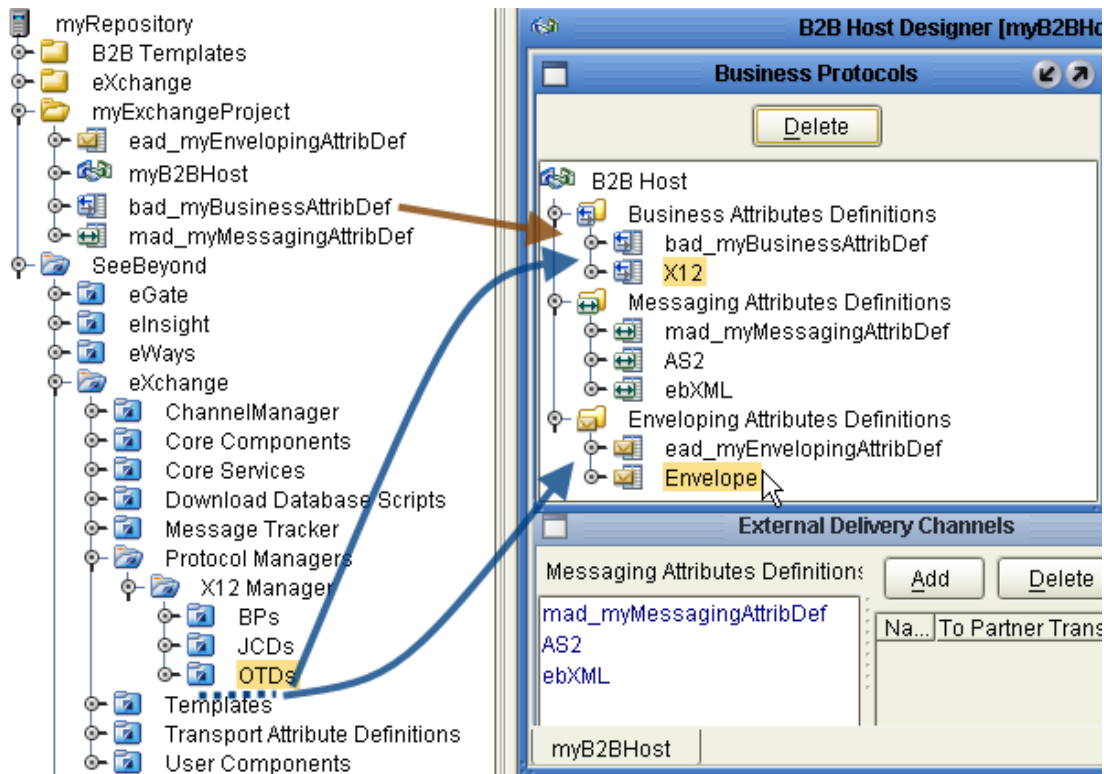 myRepository
B2B Templates
eXchange
myExchangeProject
ead_myEnvelopingAttribDef
myB2BHost
bad_myBusinessAttribDef
mad_myMessagingAttribDef
SeeBeyond
eGate
eInsight
eWays
eXchange
ChannelManager
Core Components
Core Services
Download Database Scripts
Message Tracker
Protocol Managers
X12 Manager
BPs
JCDs
OTDs
Templates
Transport Attribute Definitions
User Components
B2B Host Designer [myB2BHo
Business Protocols
Delete
B2B Host
Business Attributes Definitions
bad_myBusinessAttribDef
X12
Messaging Attributes Definitions
mad_myMessagingAttribDef
AS2
ebXML
Enveloping Attributes Definitions
ead_myEnvelopingAttribDef
Envelope
External Delivery Channels
Messaging Attributes Definitions
Add
Delete
mad_myMessagingAttribDef
AS2
ebXML
Na... To Partner Trans
myB2BHost